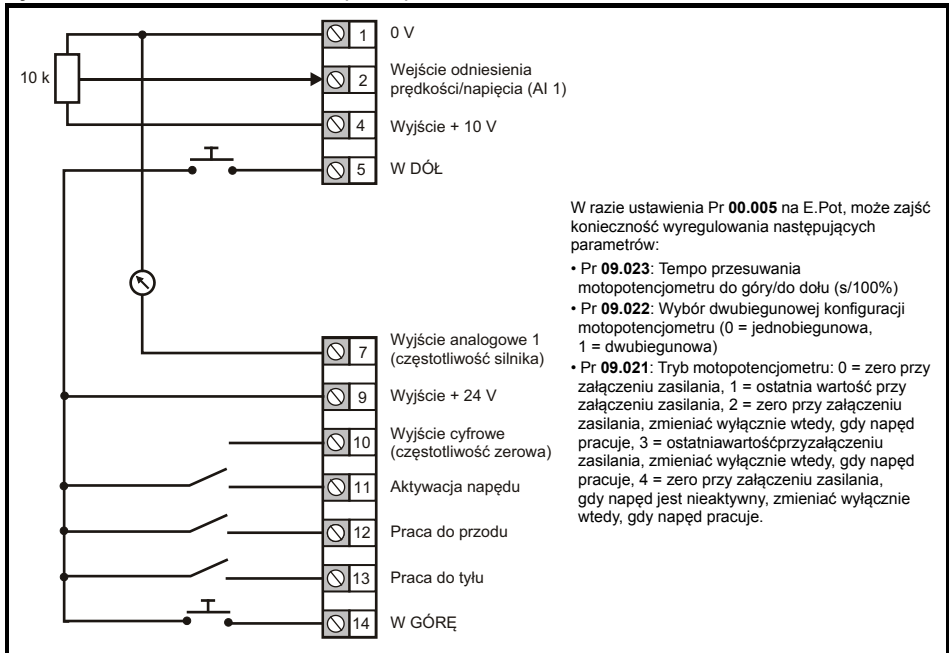 1 0 V
10 k
2 Wejście odniesienia
prędkości/napięcia (AI 1)
4 Wyjście + 10 V
5 W DÓŁ
7 Wyjście analogowe 1
(częstotliwość silnika)
9 Wyjście + 24 V
10 Wyjście cyfrowe
(częstotliwość zerowa)
11 Aktywacja napędu
12 Praca do przodu
13 Praca do tyłu
14 W GÓRĘ
W razie ustawienia Pr 00.005 na E.Pot, może zajść
konieczność wyregulowania następujących
parametrów:
• Pr 09.023: Tempo przesuwania
motopotencjometru do góry/do dołu (s/100%)
• Pr 09.022: Wybór dwubiegunowej konfiguracji
motopotencjometru (0 = jednobiegunowa,
1 = dwubiegunowa)
• Pr 09.021: Tryb motopotencjometru: 0 = zero przy
załączeniu zasilania, 1 = ostatnia wartość przy
załączeniu zasilania, 2 = zero przy załączeniu
zasilania, zmieniać wyłącznie wtedy, gdy napęd
pracuje, 3 = ostatniawartośćprzyzałączeniu
zasilania, zmieniać wyłącznie wtedy, gdy napęd
pracuje, 4 = zero przy załączeniu zasilania,
gdy napęd jest nieaktywny, zmieniać wyłącznie
wtedy, gdy napęd pracuje.